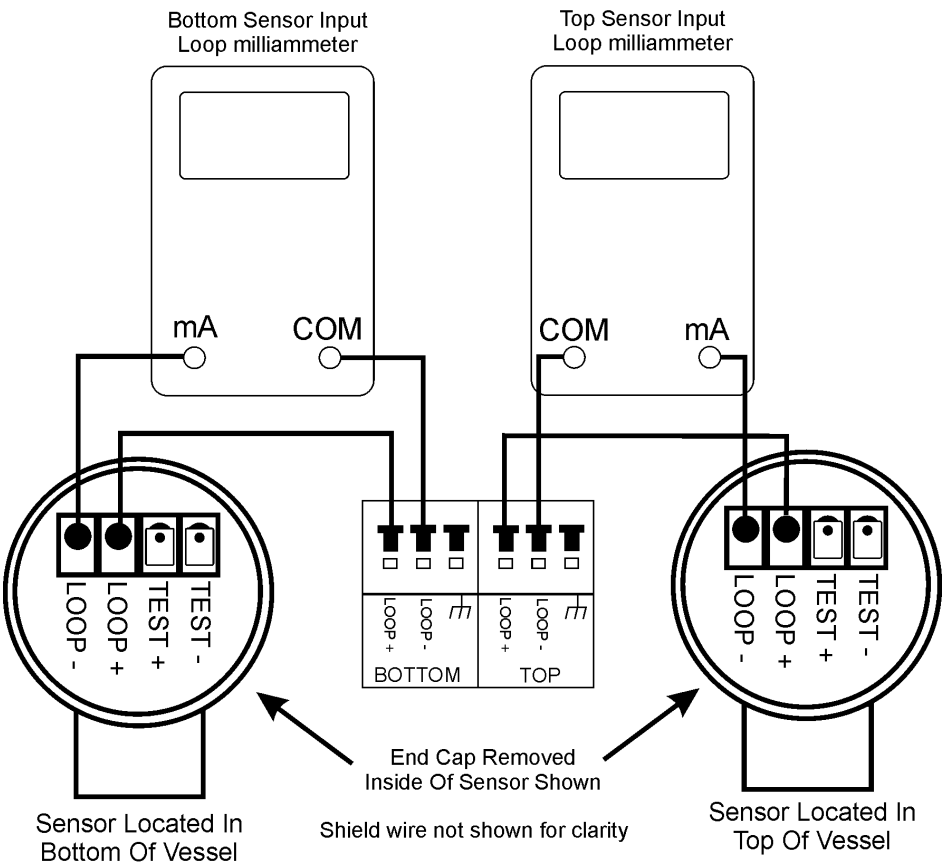 Bottom Sensor Input
Loop milliammeter
Top Sensor Input
Loop milliammeter
mA
COM
COM
mA
LOOP -
LOOP +
TEST +
TEST -
LOOP +
LOOP -
BOTTOM
LOOP +
LOOP -
TOP
LOOP -
LOOP +
TEST +
TEST -
End Cap Removed
Inside Of Sensor Shown
Shield wire not shown for clarity
Sensor Located In
Bottom Of Vessel
Sensor Located In
Top Of Vessel